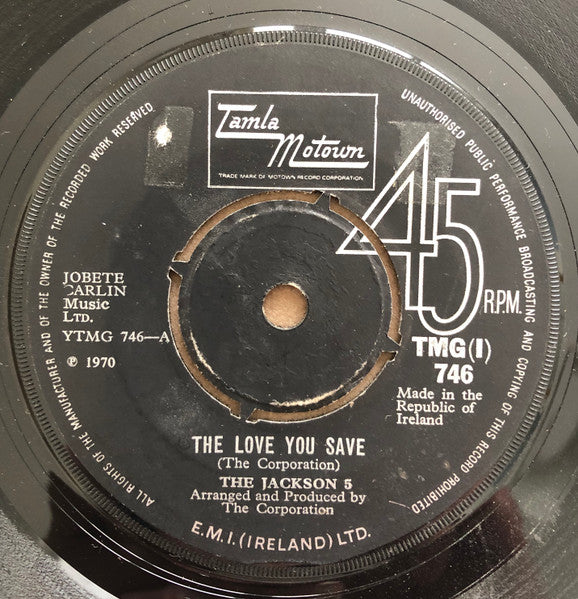 ALL RIGHTS OF THE MANUFACTURER AND OF THE OWNER OF THE RECORDED WORK RESERVED
UNAUTHORISED PUBLIC PERFORMANCE BROADCASTING AND COPYING OF THIS RECORD PROHIBITED
Tamla
Motown
TRADE MARK OF MOTOWN RECORD CORPORATION
45
R.P.M.
JOBETE
CARLIN
Music
LTD.
YTMG 746—A
℗ 1970
TMG(I)
746
Made in the
Republic of
Ireland
THE LOVE YOU SAVE
(The Corporation)
THE JACKSON 5
Arranged and Produced by
The Corporation
E.M.I. (IRELAND) LTD.